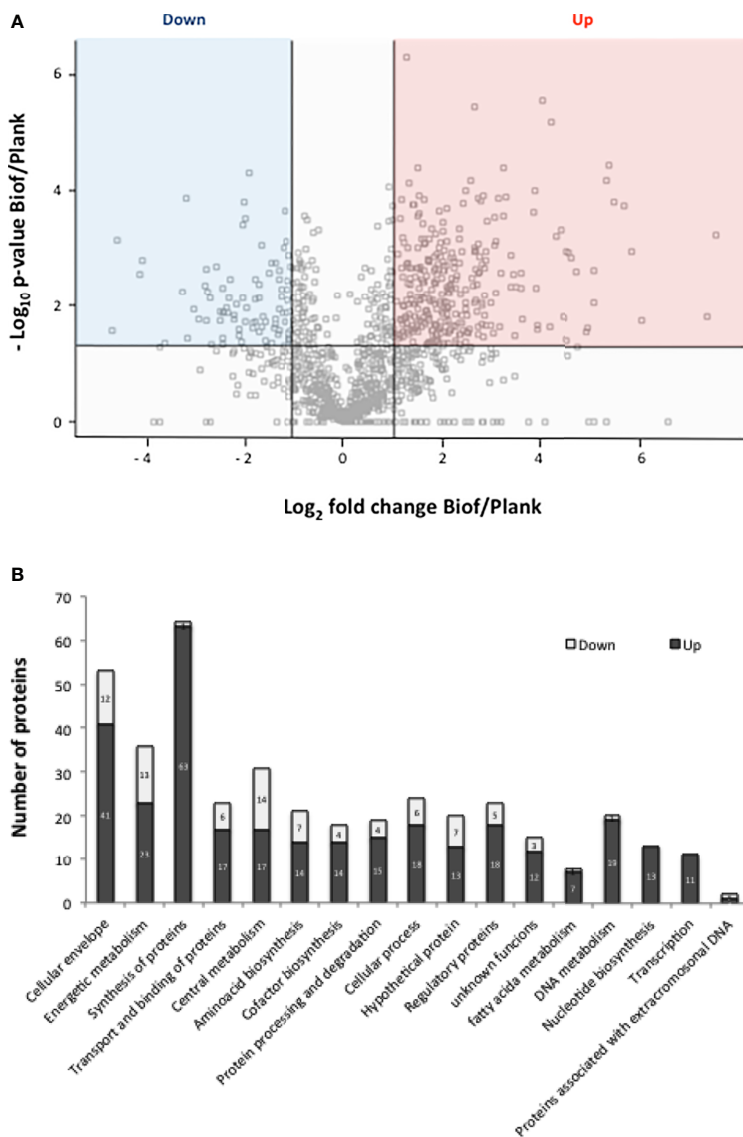 A
Down
Up
6
4
2
0
- Log10 p-value Biof/Plank
- 4
- 2
0
2
4
6
Log2 fold change Biof/Plank
B
70
60
50
40
30
20
10
0
Number of proteins
Down
Up
12
41
13
23
63
6
17
14
17
7
14
4
14
4
15
6
18
7
13
5
18
3
12
7
19
13
11
Cellular envelope
Energetic metabolism
Synthesis of proteins
Transport and binding of proteins
Central metabolism
Aminoacid biosynthesis
Cofactor biosynthesis
Protein processing and degradation
Cellular process
Hypothetical protein
Regulatory proteins
unknown funcions
fatty acida metabolism
DNA metabolism
Nucleotide biosynthesis
Transcription
Proteins associated with extracromosomal DNA